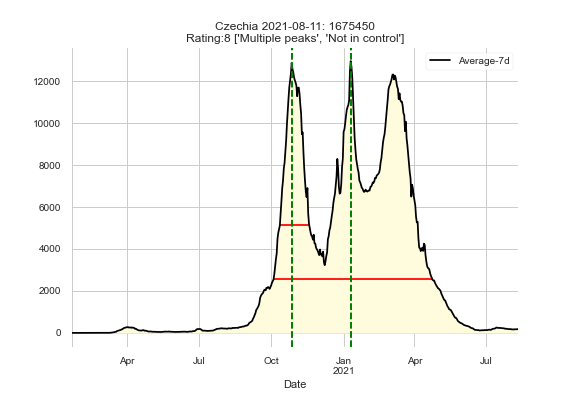 Czechia 2021-08-11: 1675450
Rating:8 ['Multiple peaks', 'Not in control']
Average-7d
12000
10000
8000
6000
4000
2000
0
Apr Jul Oct Jan Apr Jul
2021
Date